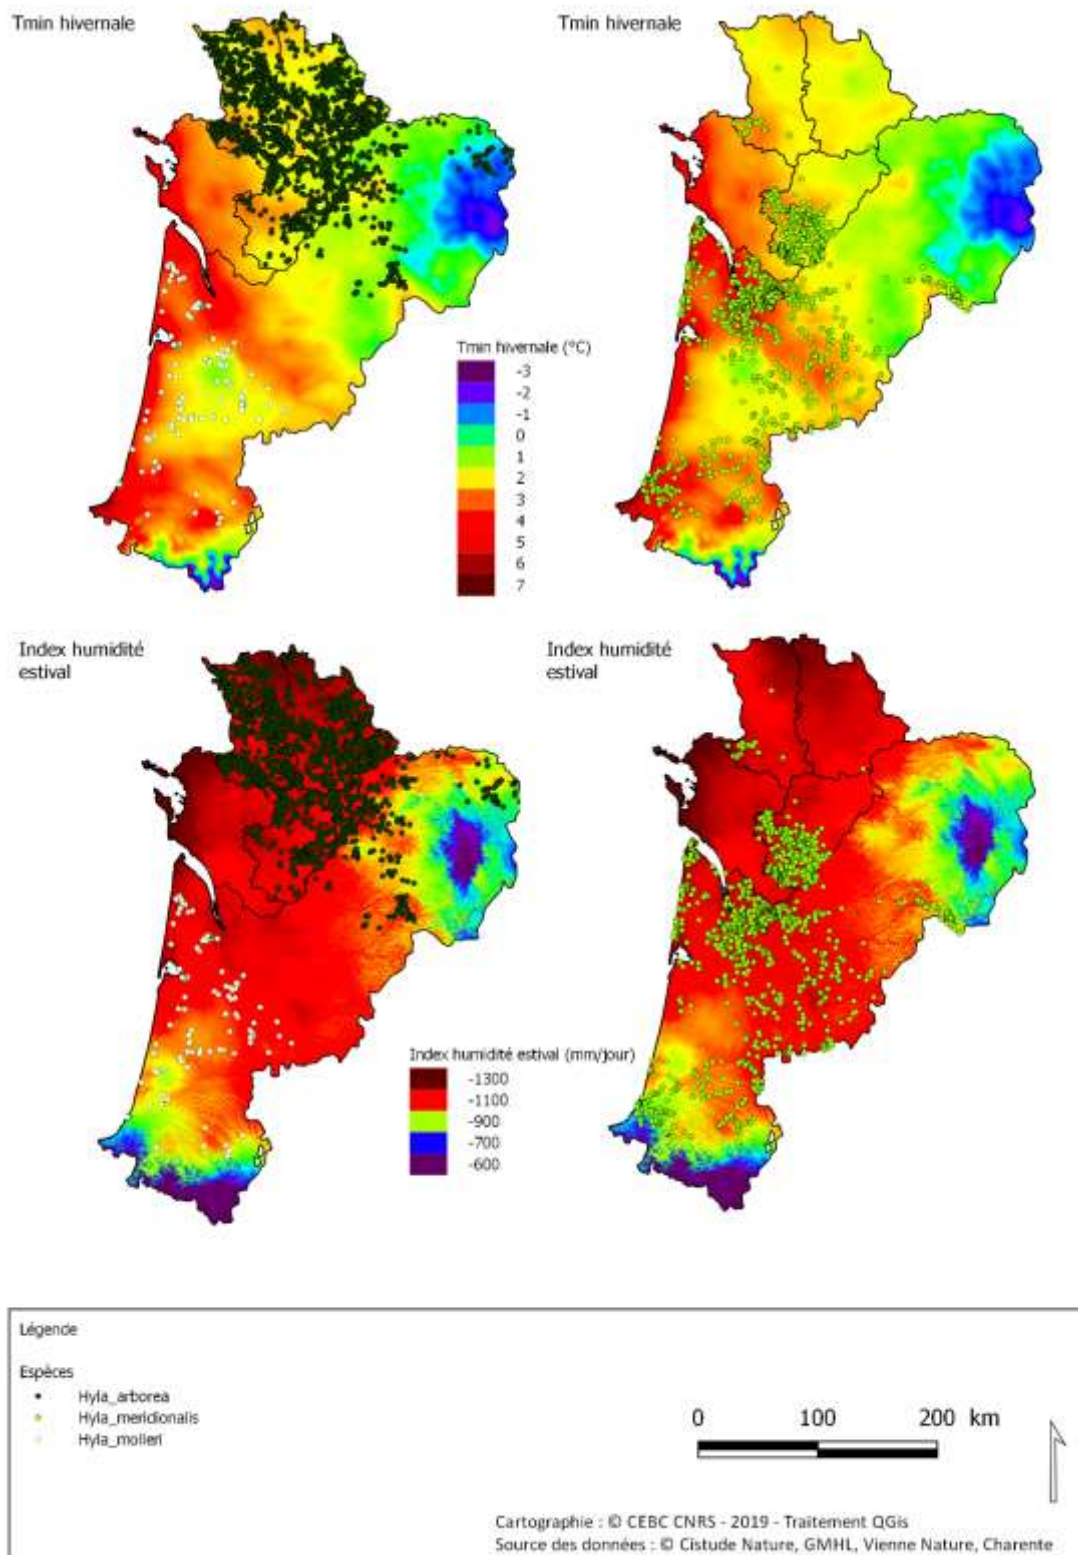 Tmin hivernale
Tmin hivernale
Tmin hivernale (°C)
-3
-2
-1
0
1
2
3
4
5
6
7
Index humidité
estival
Index humidité
estival
Index humidité estival (mm/jour)
-1300
-1100
-900
-700
-600
Légende
Espèces
Hyla_arborea
Hyla_meridionalis
Hyla_molleri
0 100 200 km
Cartographie : © CEBC CNRS - 2019 - Traitement QGis
Source des données : © Cistude Nature, GMHL, Vienne Nature, Charente